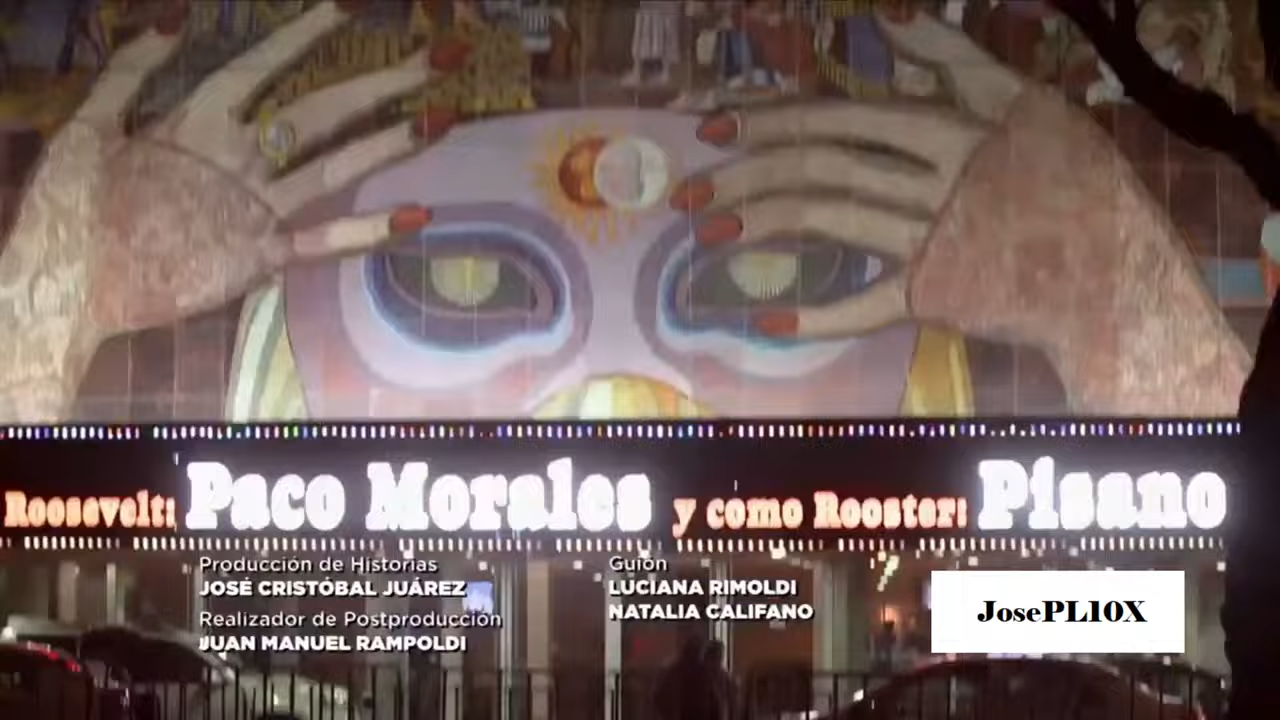 Roosevelt: Paco Morales y como Rooster: Pisano
Producción de Historias
JOSÉ CRISTÓBAL JUÁREZ
Realizador de Postproducción
JUAN MANUEL RAMPOLDI
Guión
LUCIANA RIMOLDI
NATALIA CALIFANO
JosePL10X